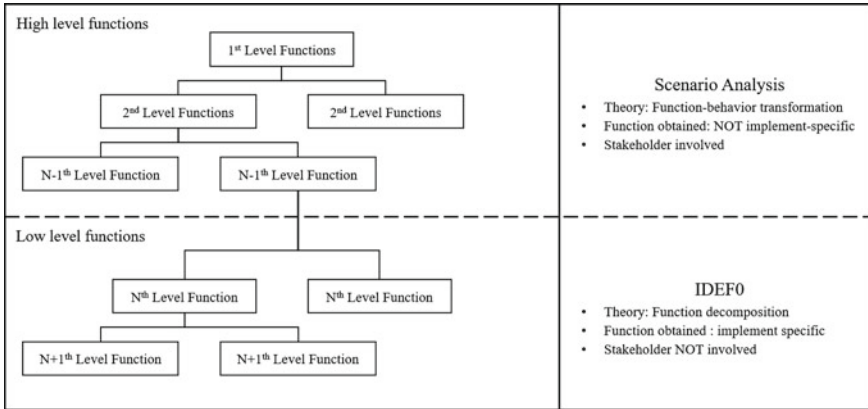 High level functions
1st Level Functions
2nd Level Functions
2nd Level Functions
N-1th Level Function
N-1th Level Function
Scenario Analysis
• Theory: Function-behavior transformation
• Function obtained: NOT implement-specific
• Stakeholder involved
Low level functions
Nth Level Function
Nth Level Function
N+1th Level Function
N+1th Level Function
IDEF0
• Theory: Function decomposition
• Function obtained : implement specific
• Stakeholder NOT involved